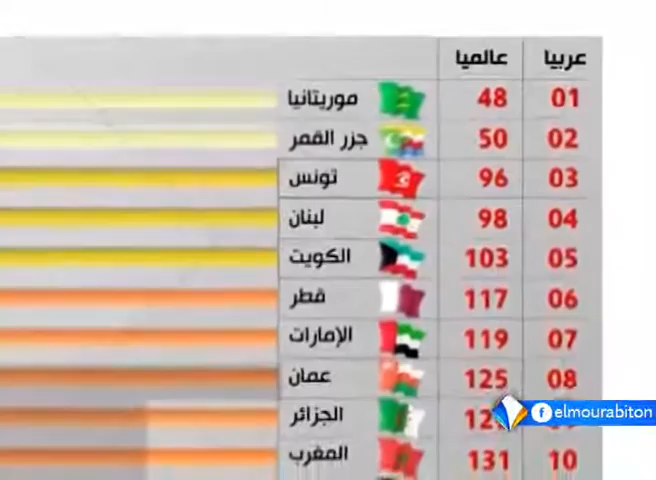 عربيا عالميا
01 48 موريتانيا
02 50 جزر القمر
03 96 تونس
04 98 لبنان
05 103 الكويت
06 117 قطر
07 119 الإمارات
08 125 عمان
الجزائر
elmourabiton
10 131 المغرب